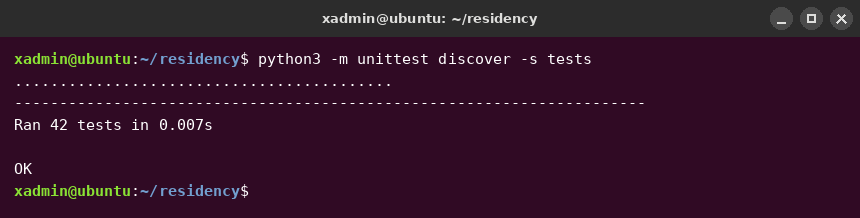 xadmin@ubuntu: ~/residency
xadmin@ubuntu:~/residency$ python3 -m unittest discover -s tests
..........................................
----------------------------------------------------------------------
Ran 42 tests in 0.007s

OK
xadmin@ubuntu:~/residency$